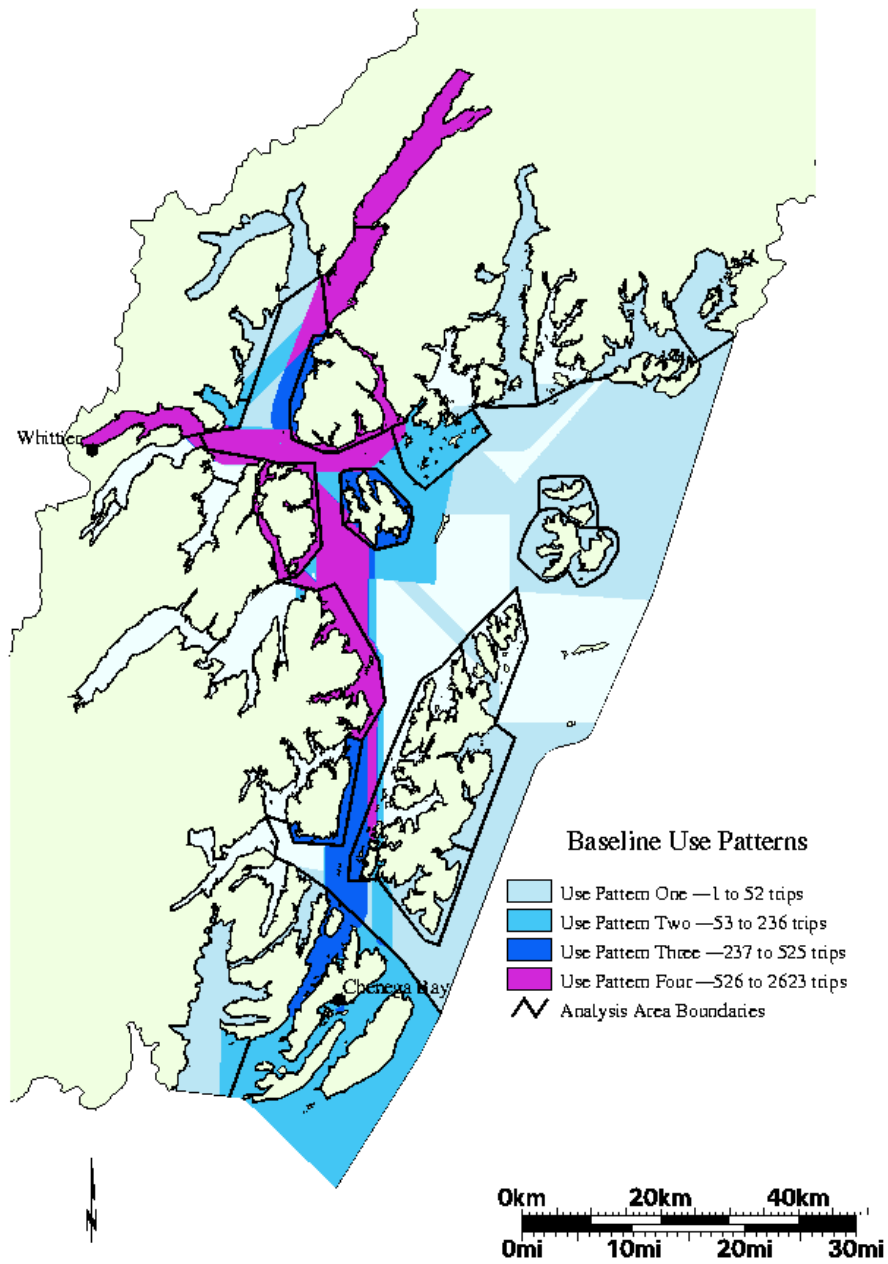 Whittier
Baseline Use Patterns
Use Pattern One —1 to 52 trips
Use Pattern Two —53 to 236 trips
Use Pattern Three —237 to 525 trips
Use Pattern Four —526 to 2623 trips
Analysis Area Boundaries
Chenega Bay
N
0km 20km 40km
0mi 10mi 20mi 30mi